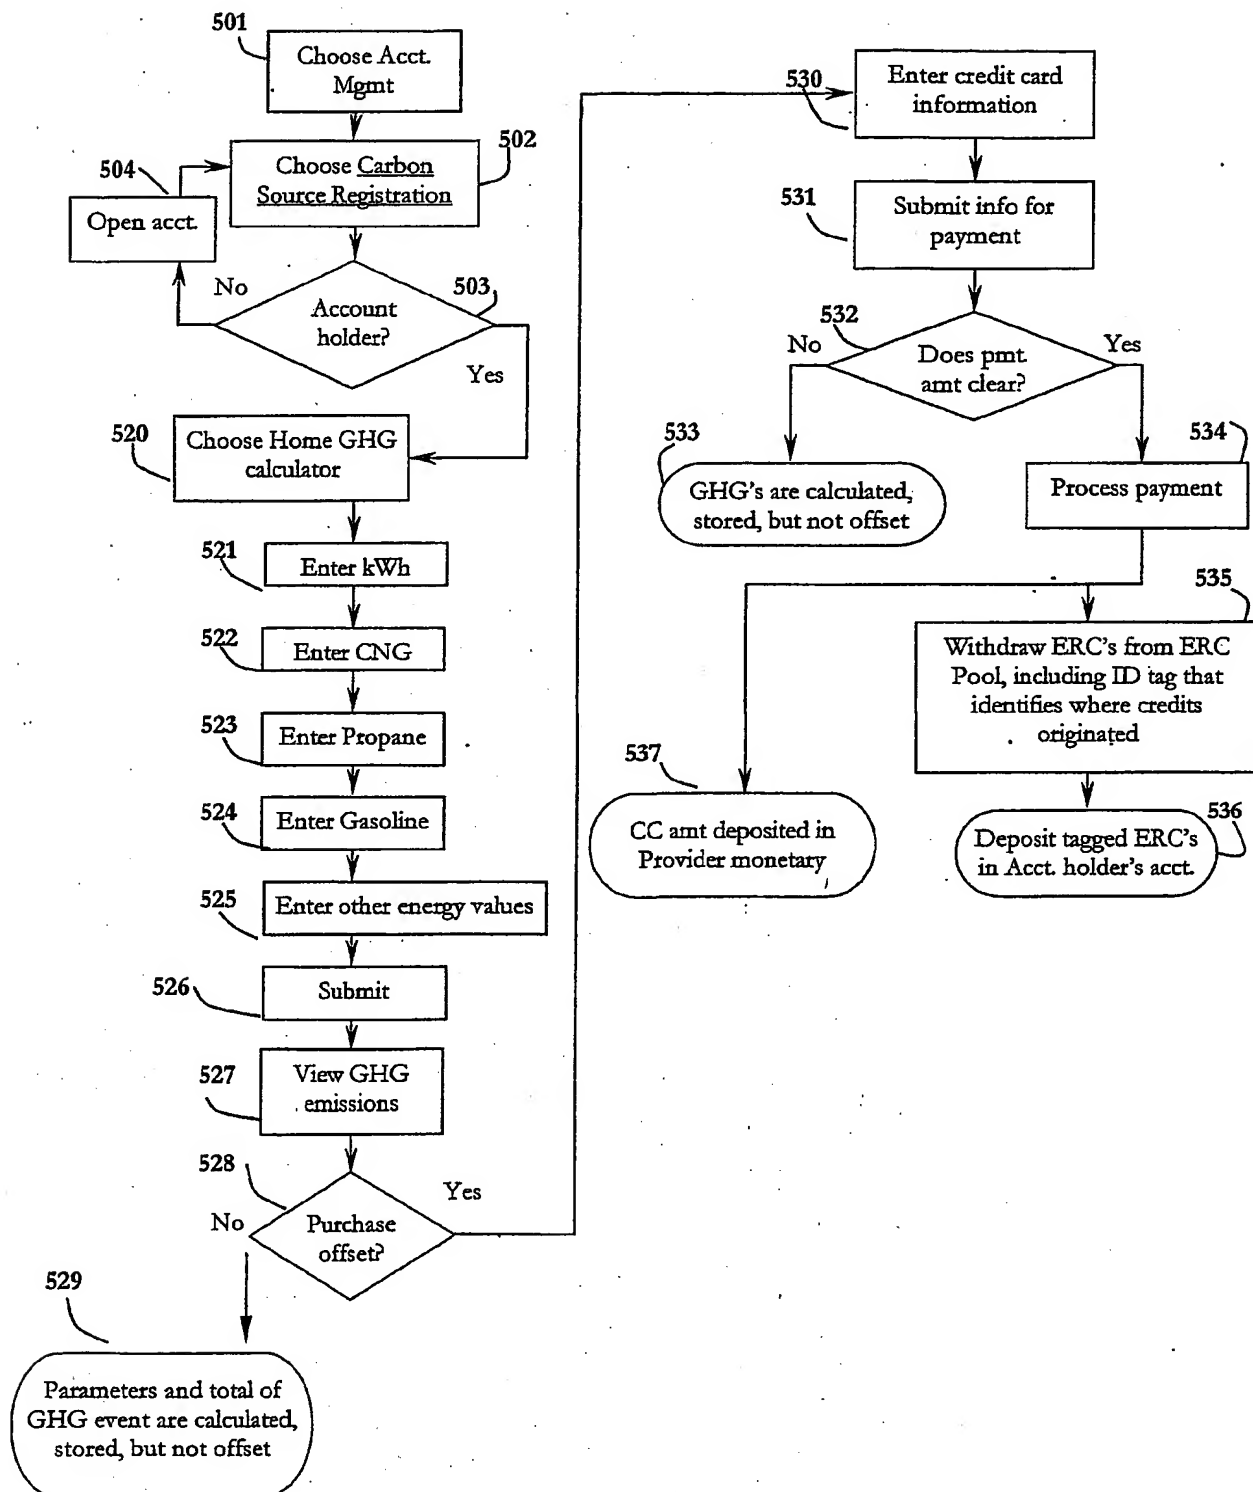 501
Choose Acct.
Mgmt
502
Choose Carbon
Source Registration
504
Open acct.
No
503
Account
holder?
Yes
520
Choose Home GHG
calculator
521
Enter kWh
522
Enter CNG
523
Enter Propane
524
Enter Gasoline
525
Enter other energy values
526
Submit
527
View GHG
emissions
528
Yes
No
Purchase
offset?
529
Parameters and total of
GHG event are calculated,
stored, but not offset
530
Enter credit card
information
531
Submit info for
payment
532
No
Yes
Does pmt.
amt clear?
533
GHG's are calculated,
stored, but not offset
534
Process payment
535
Withdraw ERC's from ERC
Pool, including ID tag that
identifies where credits
originated
537
CC amt deposited in
Provider monetary
536
Deposit tagged ERC's
in Acct. holder's acct.